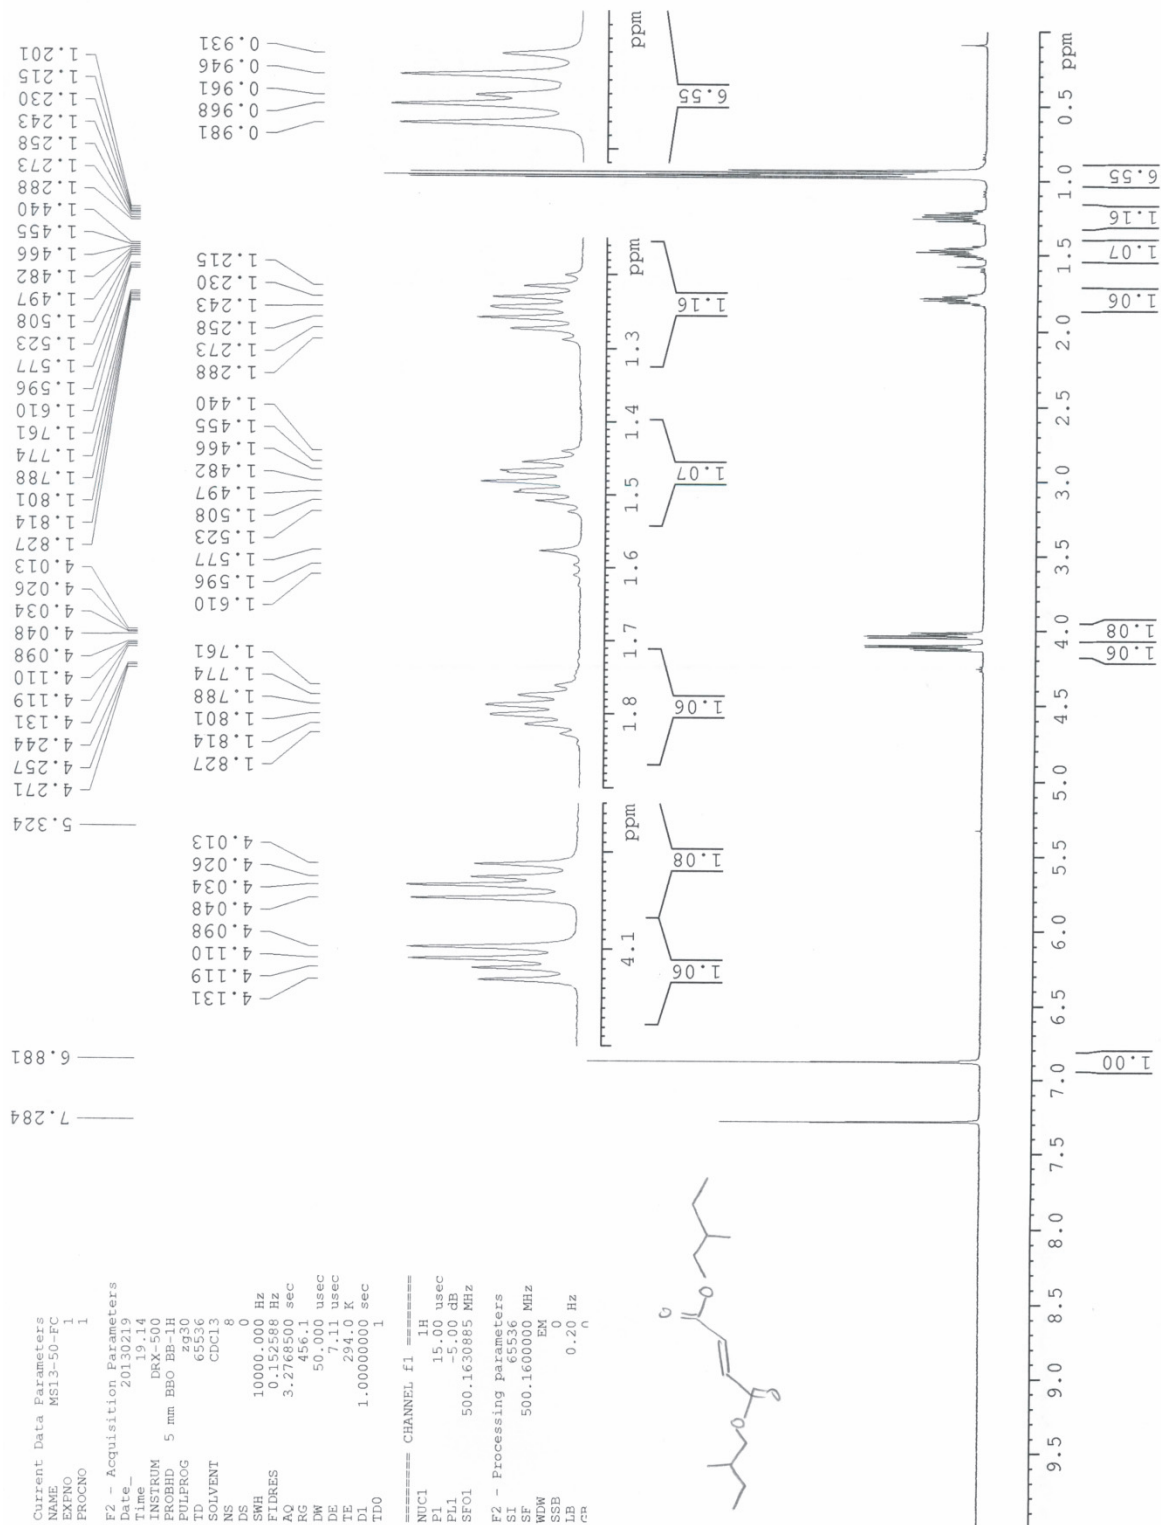 Current Data Parameters
NAME MS13-50-FC
EXPNO 1
PROCNO 1
F2 - Acquisition Parameters
Date_ 20130219
Time 19.14
INSTRUM DRX-500
PROBHD 5 mm BBO BB-1H
PULPROG zg30
TD 65536
SOLVENT CDCl3
NS 8
DS 0
SWH 10000.000 Hz
FIDRES 0.152588 Hz
AQ 3.2768500 sec
RG 456.1
DW 50.000 usec
DE 7.11 usec
TE 294.0 K
D1 1.00000000 sec
TD0 1
======== CHANNEL f1 ========
NUC1 1H
P1 15.00 usec
PL1 -5.00 dB
SFO1 500.1630885 MHz
F2 - Processing parameters
SI 65536
SF 500.1600000 MHz
WDW EM
SSB 0
LB 0.20 Hz
7.284
6.881
5.324
4.271
4.257
4.244
4.131
4.119
4.110
4.098
4.048
4.034
4.026
4.013
1.827
1.814
1.801
1.788
1.774
1.761
1.610
1.596
1.577
1.523
1.508
1.497
1.482
1.466
1.455
1.440
1.288
1.273
1.258
1.243
1.230
1.215
1.201
4.131
4.119
4.110
4.098
4.048
4.034
4.026
4.013
1.827
1.814
1.801
1.788
1.774
1.761
1.610
1.596
1.577
1.523
1.508
1.497
1.482
1.466
1.455
1.440
1.288
1.273
1.258
1.243
1.230
1.215
0.981
0.968
0.961
0.946
0.931
4.1 ppm
1.06
1.08
1.8 1.7 1.6 1.5 1.4 1.3 ppm
1.06
1.07
1.16
ppm
6.55
O
O
O
O
9.5 9.0 8.5 8.0 7.5 7.0 6.5 6.0 5.5 5.0 4.5 4.0 3.5 3.0 2.5 2.0 1.5 1.0 0.5 ppm
1.00
1.06
1.08
1.06
1.07
1.16
6.55